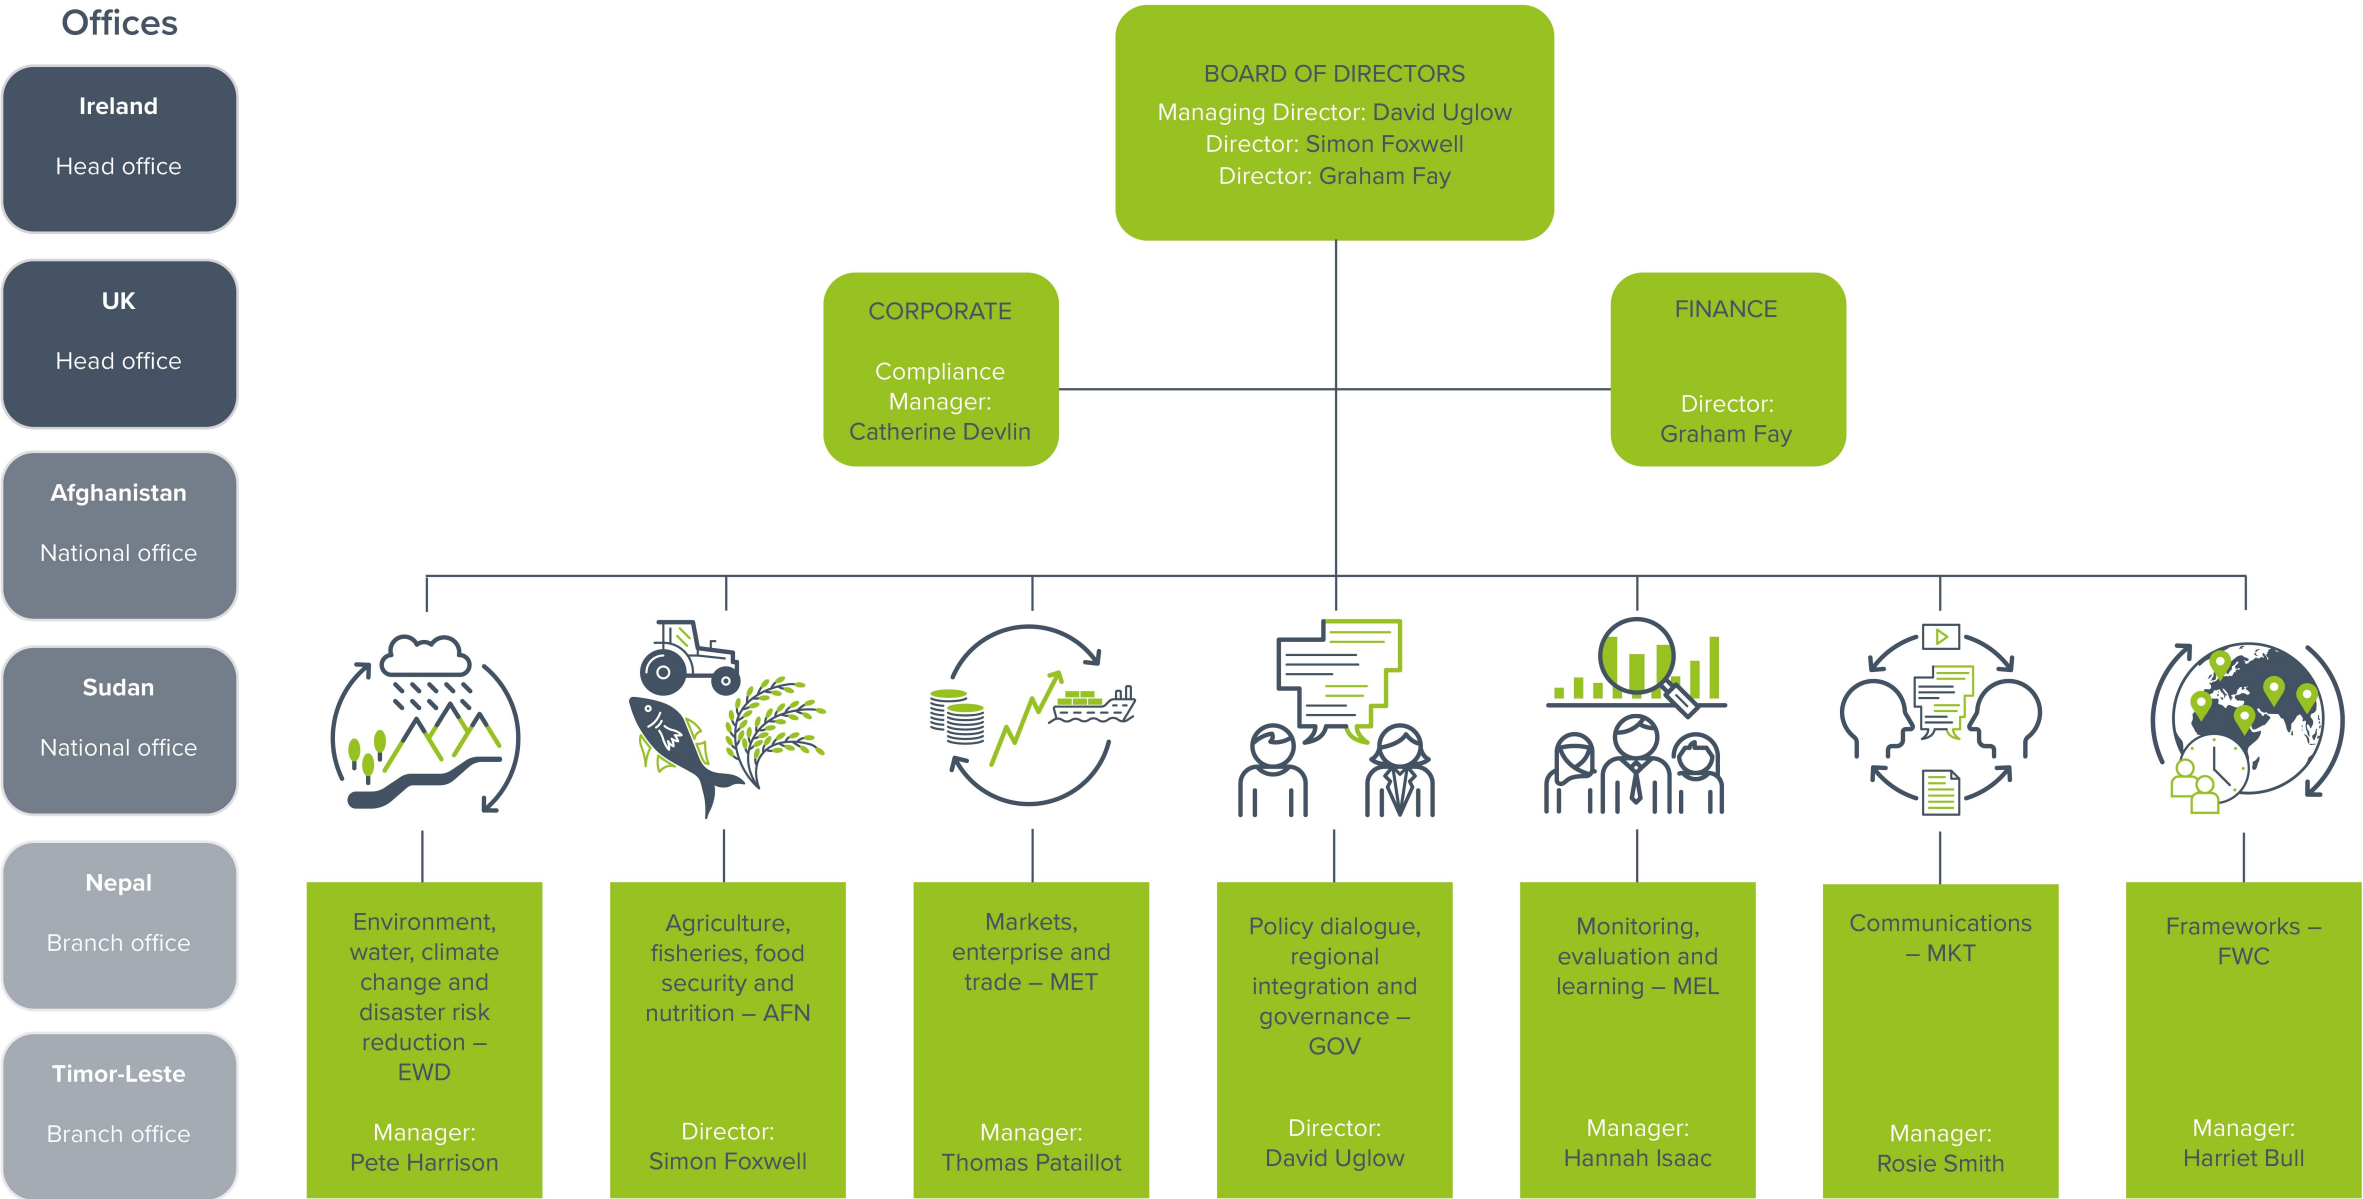 Offices
Ireland
Head office
UK
Head office
Afghanistan
National office
Sudan
National office
Nepal
Branch office
Timor-Leste
Branch office
BOARD OF DIRECTORS
Managing Director: David Uglow
Director: Simon Foxwell
Director: Graham Fay
CORPORATE
Compliance
Manager:
Catherine Devlin
FINANCE
Director:
Graham Fay
Environment,
water, climate
change and
disaster risk
reduction –
EWD
Manager:
Pete Harrison
Agriculture,
fisheries, food
security and
nutrition – AFN
Director:
Simon Foxwell
Markets,
enterprise and
trade – MET
Manager:
Thomas Pataillot
Policy dialogue,
regional
integration and
governance –
GOV
Director:
David Uglow
Monitoring,
evaluation and
learning – MEL
Manager:
Hannah Isaac
Communications
– MKT
Manager:
Rosie Smith
Frameworks –
FWC
Manager:
Harriet Bull